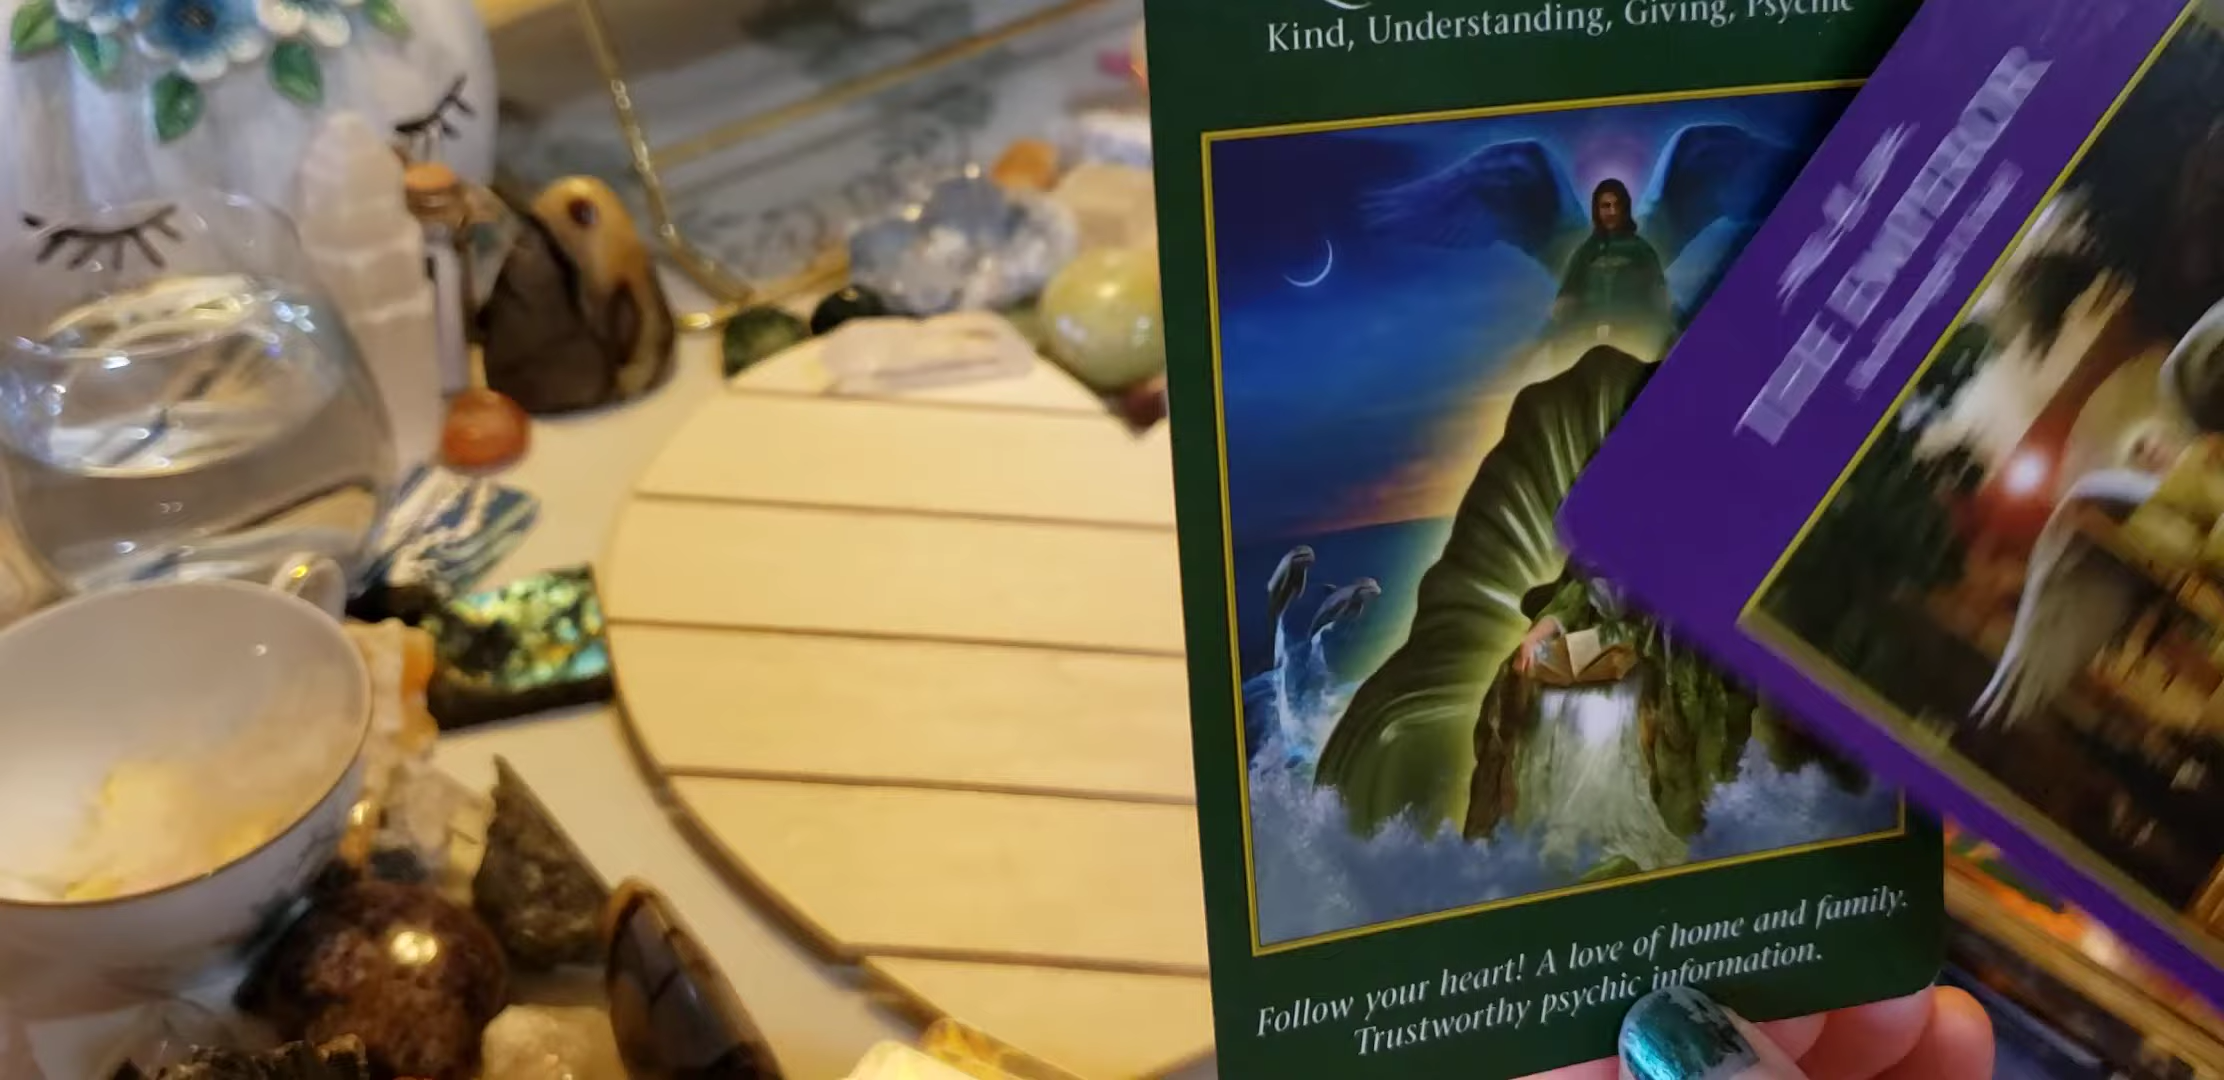 Kind, Understanding, Giving, Psychic
Follow your heart! A love of home and family.
Trustworthy psychic information.